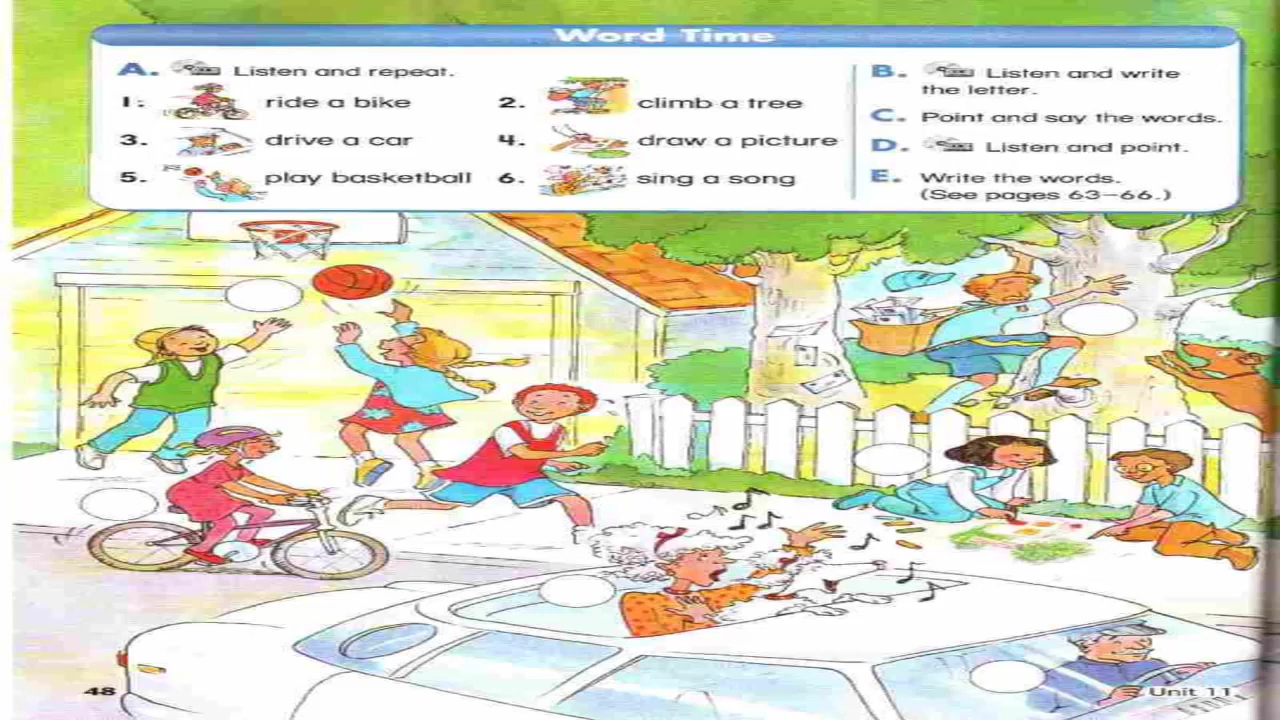 Word Time
A. Listen and repeat.
1. ride a bike
2. climb a tree
3. drive a car
4. draw a picture
5. play basketball
6. sing a song
B. Listen and write
the letter.
C. Point and say the words.
D. Listen and point.
E. Write the words.
(See pages 63–66.)
48
Unit 11